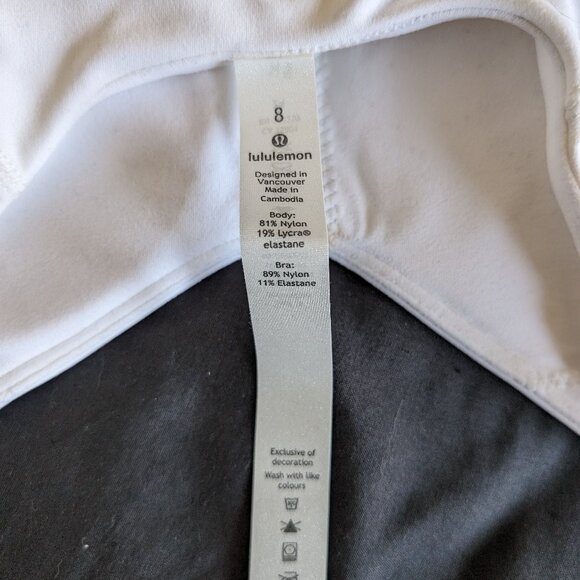 8
lululemon
Designed in
Vancouver
Made in
Cambodia
Body:
81% Nylon
19% Lycra®
elastane
Bra:
89% Nylon
11% Elastane
Exclusive of
decoration
Wash with like
colours